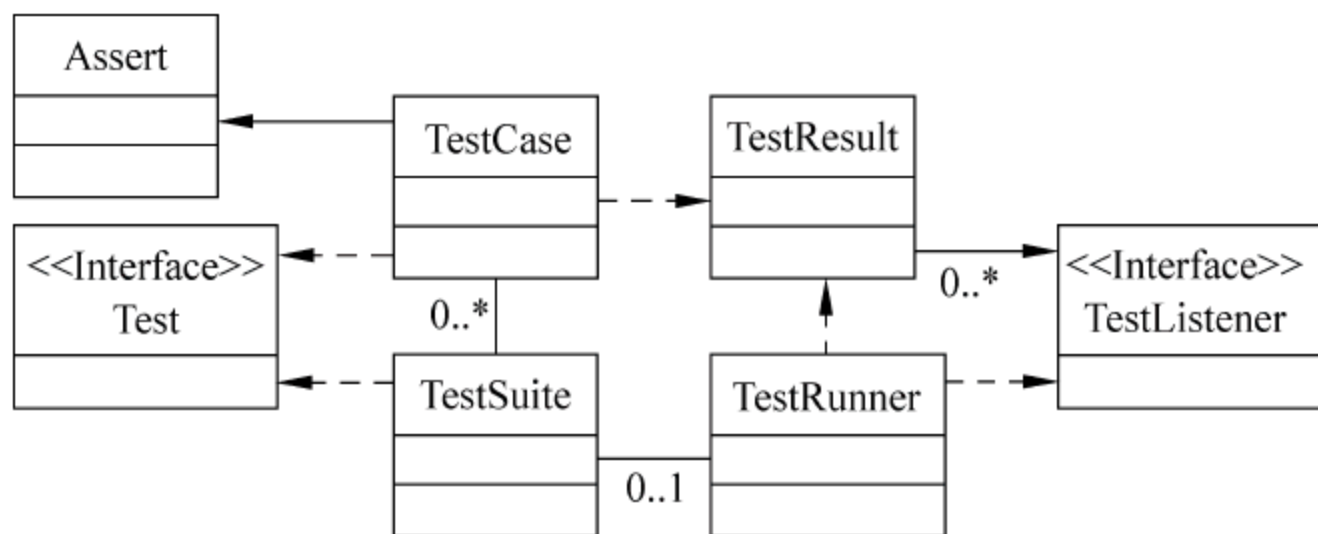 Assert
TestCase
TestResult
<<Interface>>
Test
<<Interface>>
TestListener
0..*
0..*
TestSuite
TestRunner
0..1